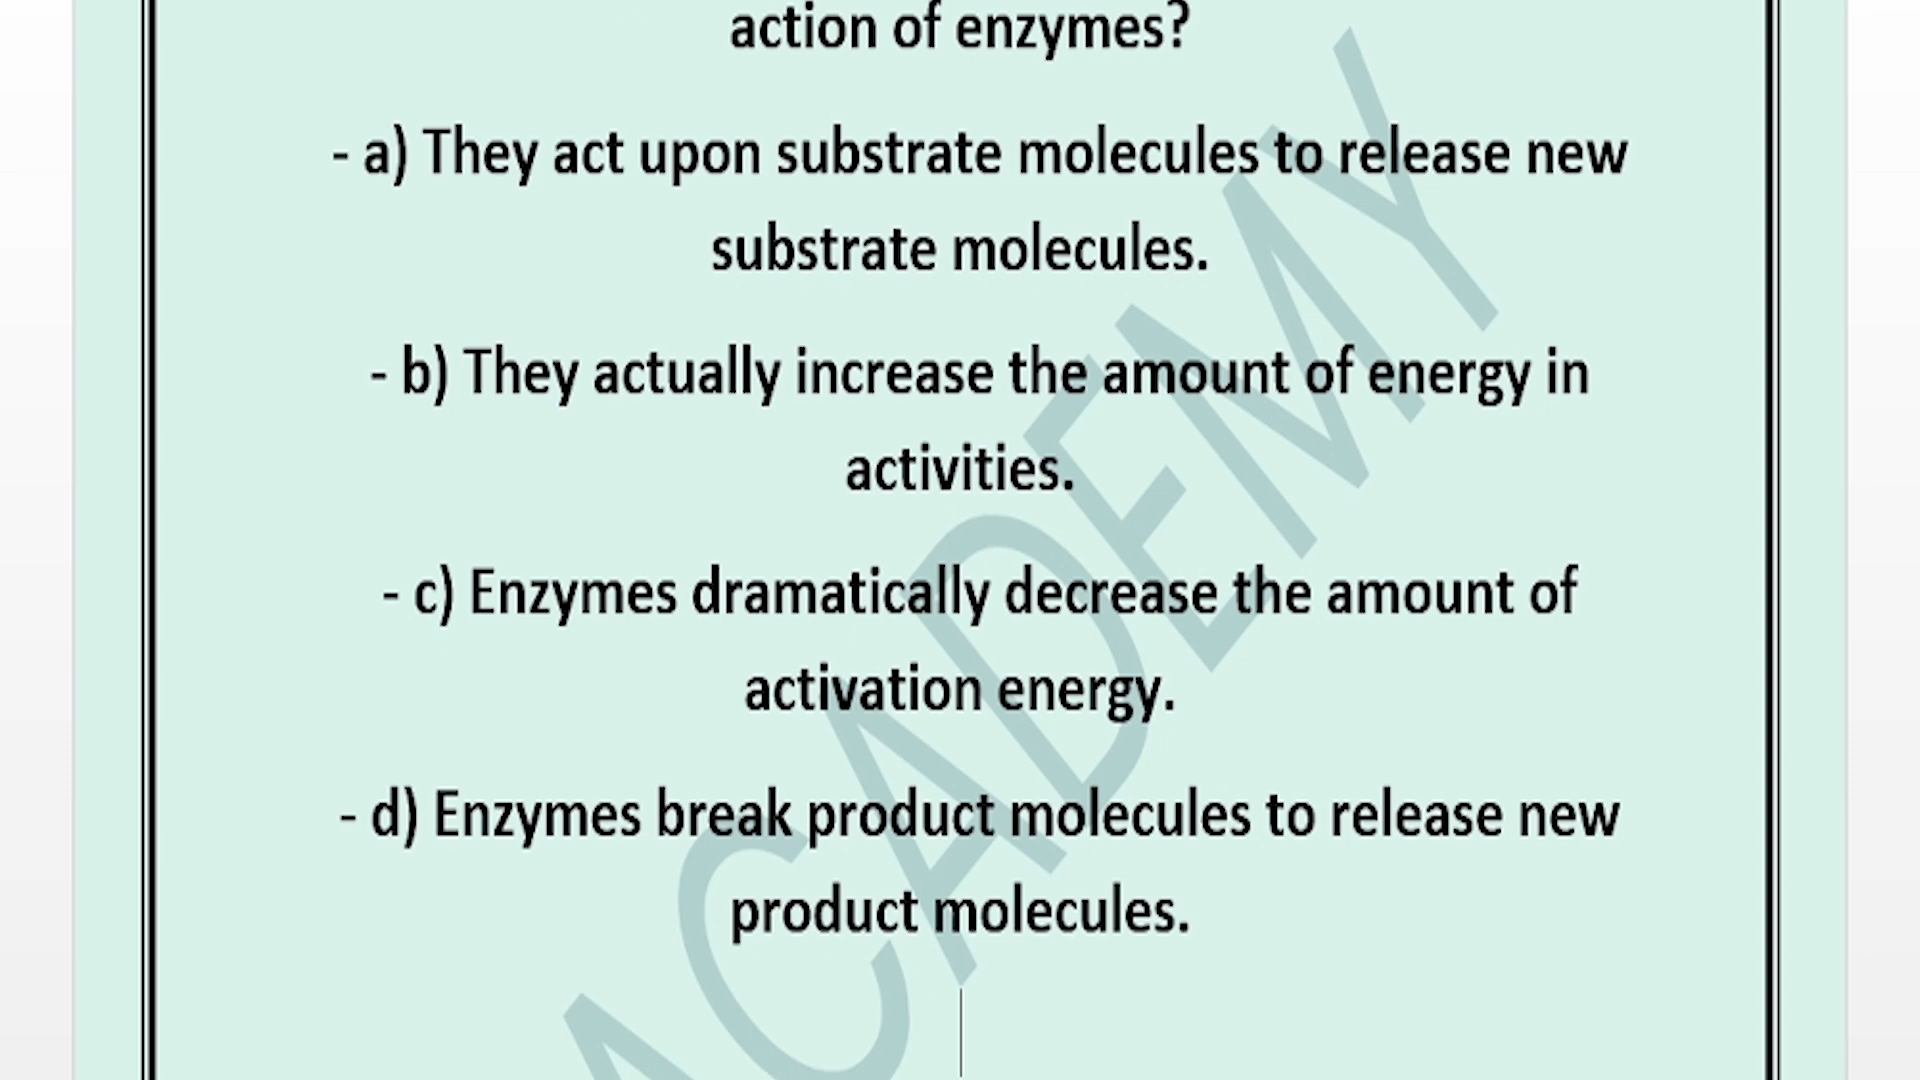 action of enzymes?
- a) They act upon substrate molecules to release new
substrate molecules.
- b) They actually increase the amount of energy in
activities.
- c) Enzymes dramatically decrease the amount of
activation energy.
- d) Enzymes break product molecules to release new
product molecules.
ACADEMY